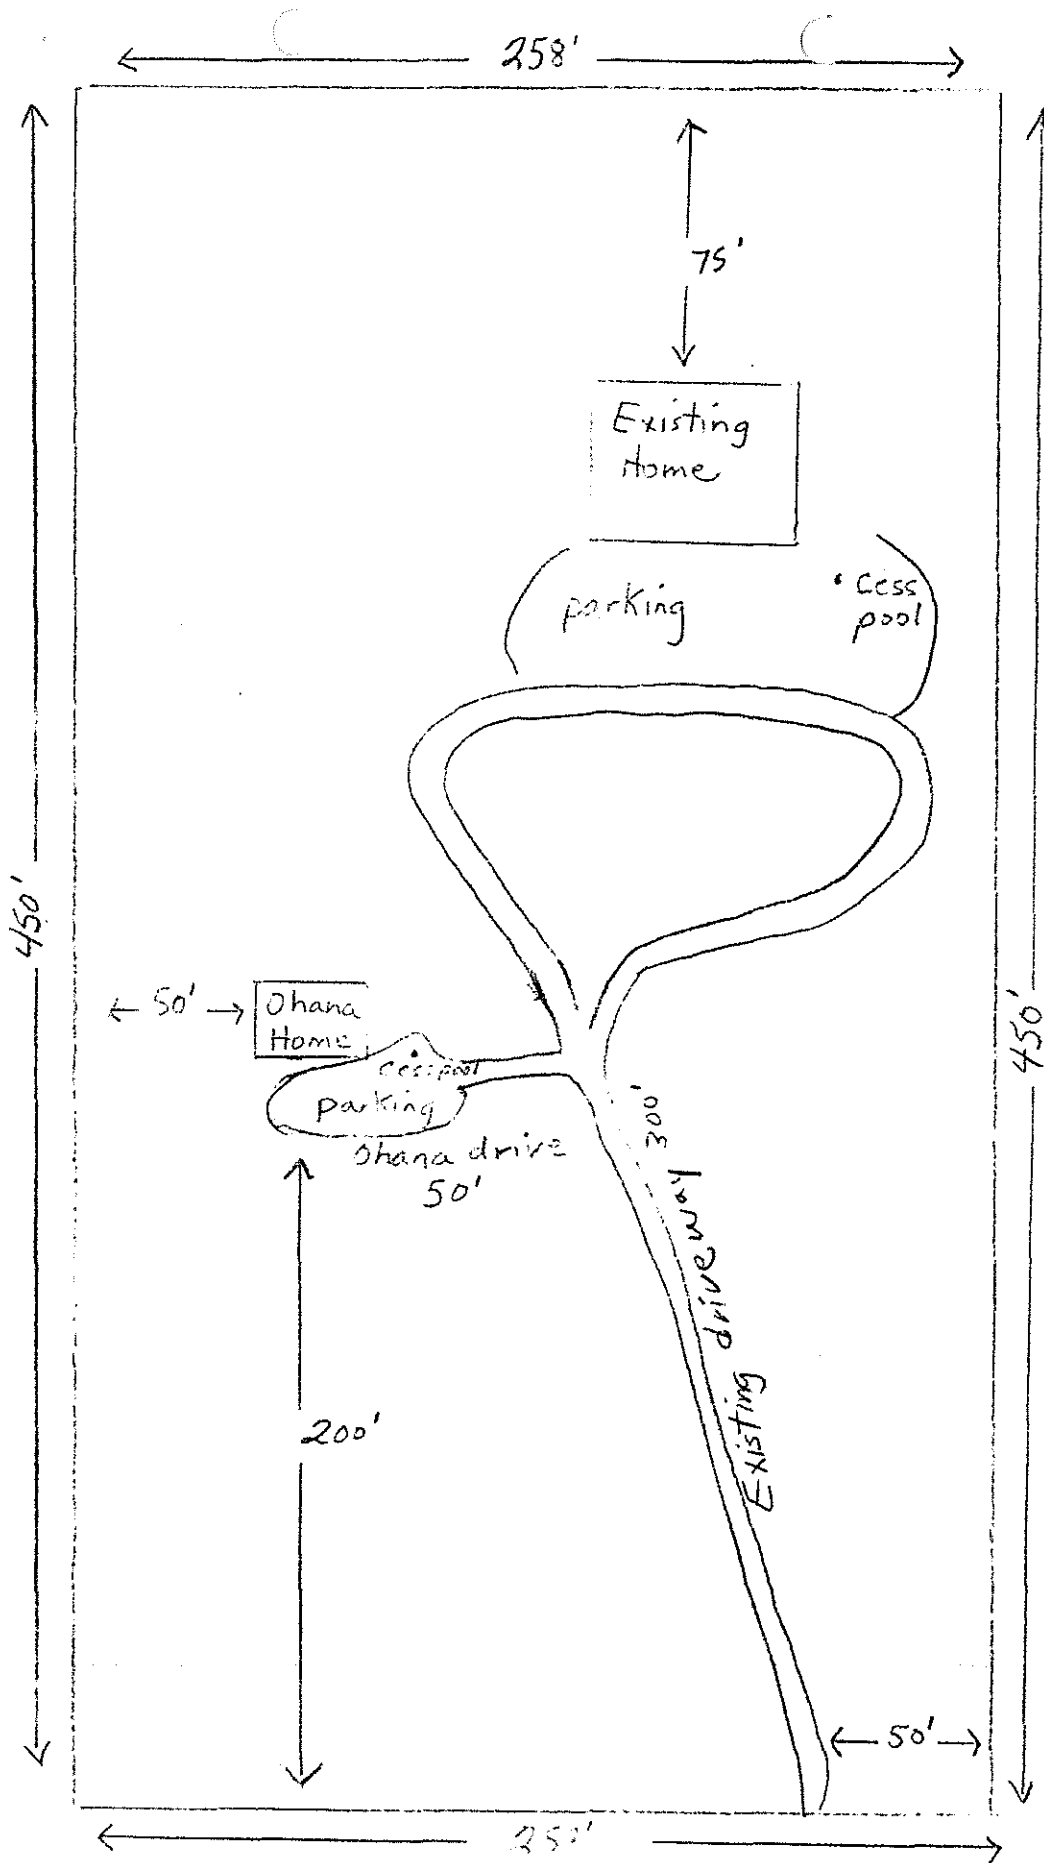 258'
75'
Existing
Home
parking
Cess
pool
450'
50'
Ohana
Home
cesspool
parking
Ohana drive
50'
Existing driveway 300'
450'
200'
50'